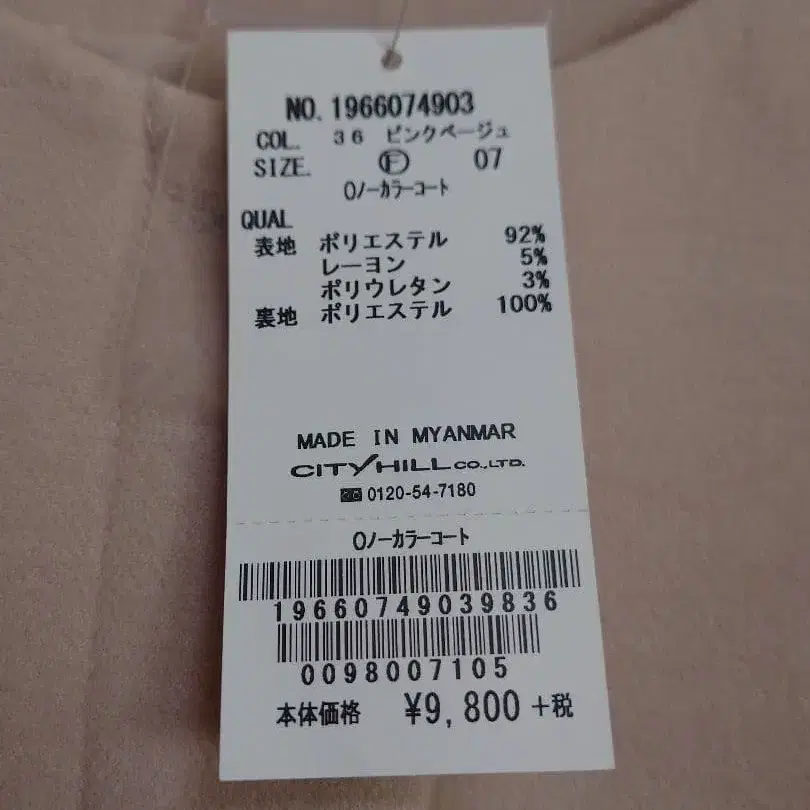 NO. 1966074903
COL. 36 ピンクベージュ
SIZE. Ⓕ 07
Oノーカラーコート
QUAL
表地 ポリエステル 92%
レーヨン 5%
ポリウレタン 3%
裏地 ポリエステル 100%
MADE IN MYANMAR
CITY HILL CO.,LTD.
0120-54-7180
Oノーカラーコート
19660749039836
0098007105
本体価格 ¥9,800 +税